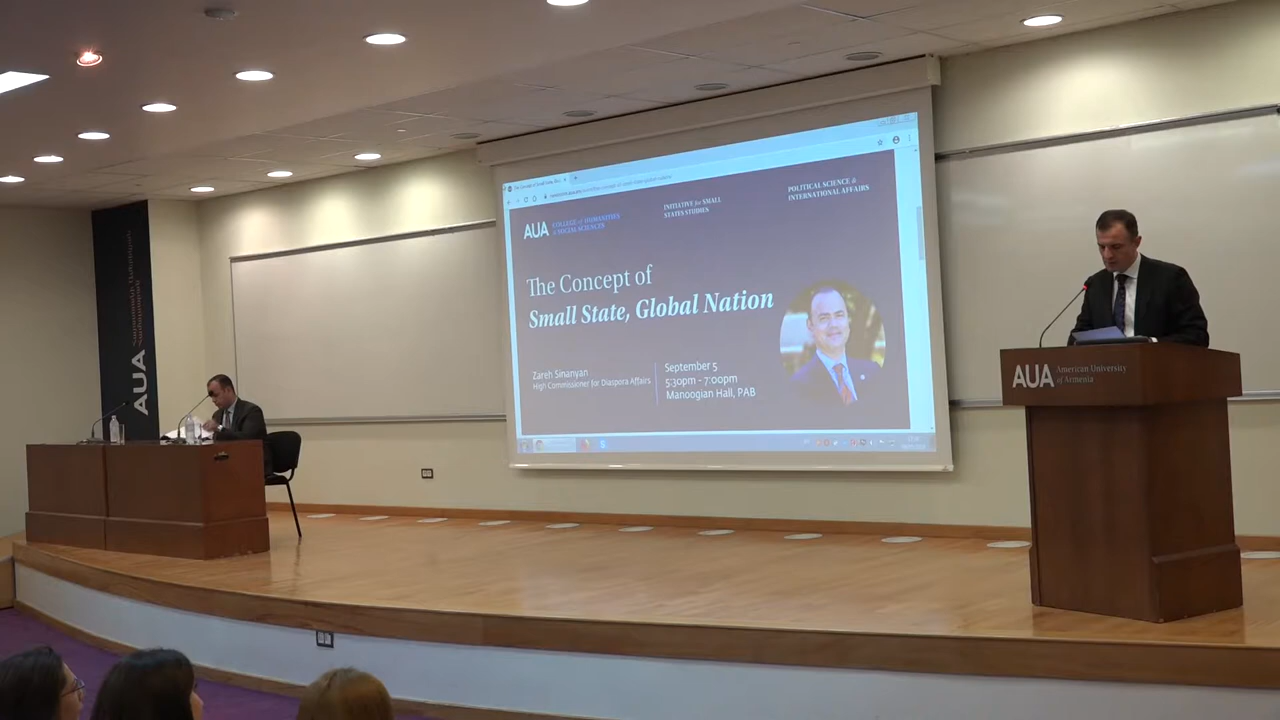 AUA
AUA
COLLEGE of HUMANITIES
& SOCIAL SCIENCES
INITIATIVE for SMALL
STATES STUDIES
POLITICAL SCIENCE &
INTERNATIONAL AFFAIRS
The Concept of
Small State, Global Nation
Zareh Sinanyan
High Commissioner for Diaspora Affairs
September 5
5:30pm - 7:00pm
Manoogian Hall, PAB
AUA American University
of Armenia